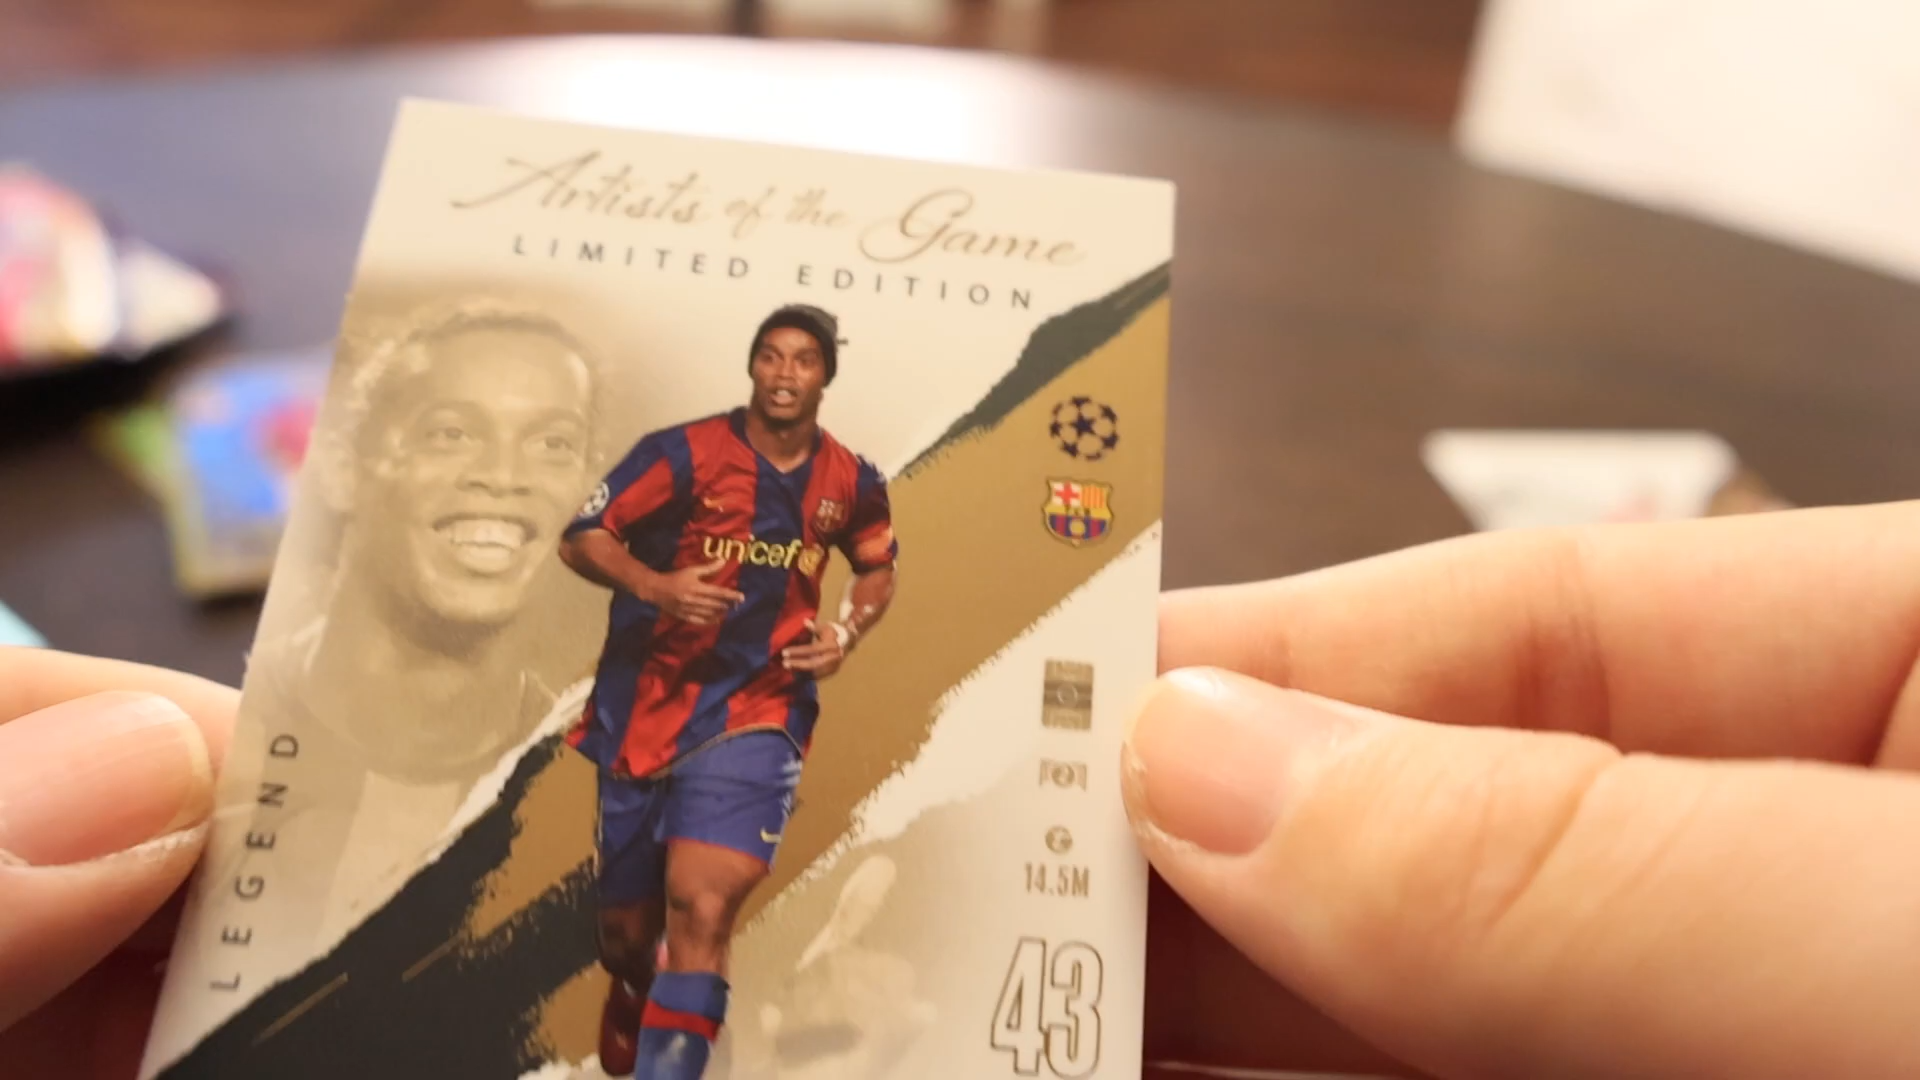 Artists of the Game
LIMITED EDITION
unicef
LEGEND
14.5M
43